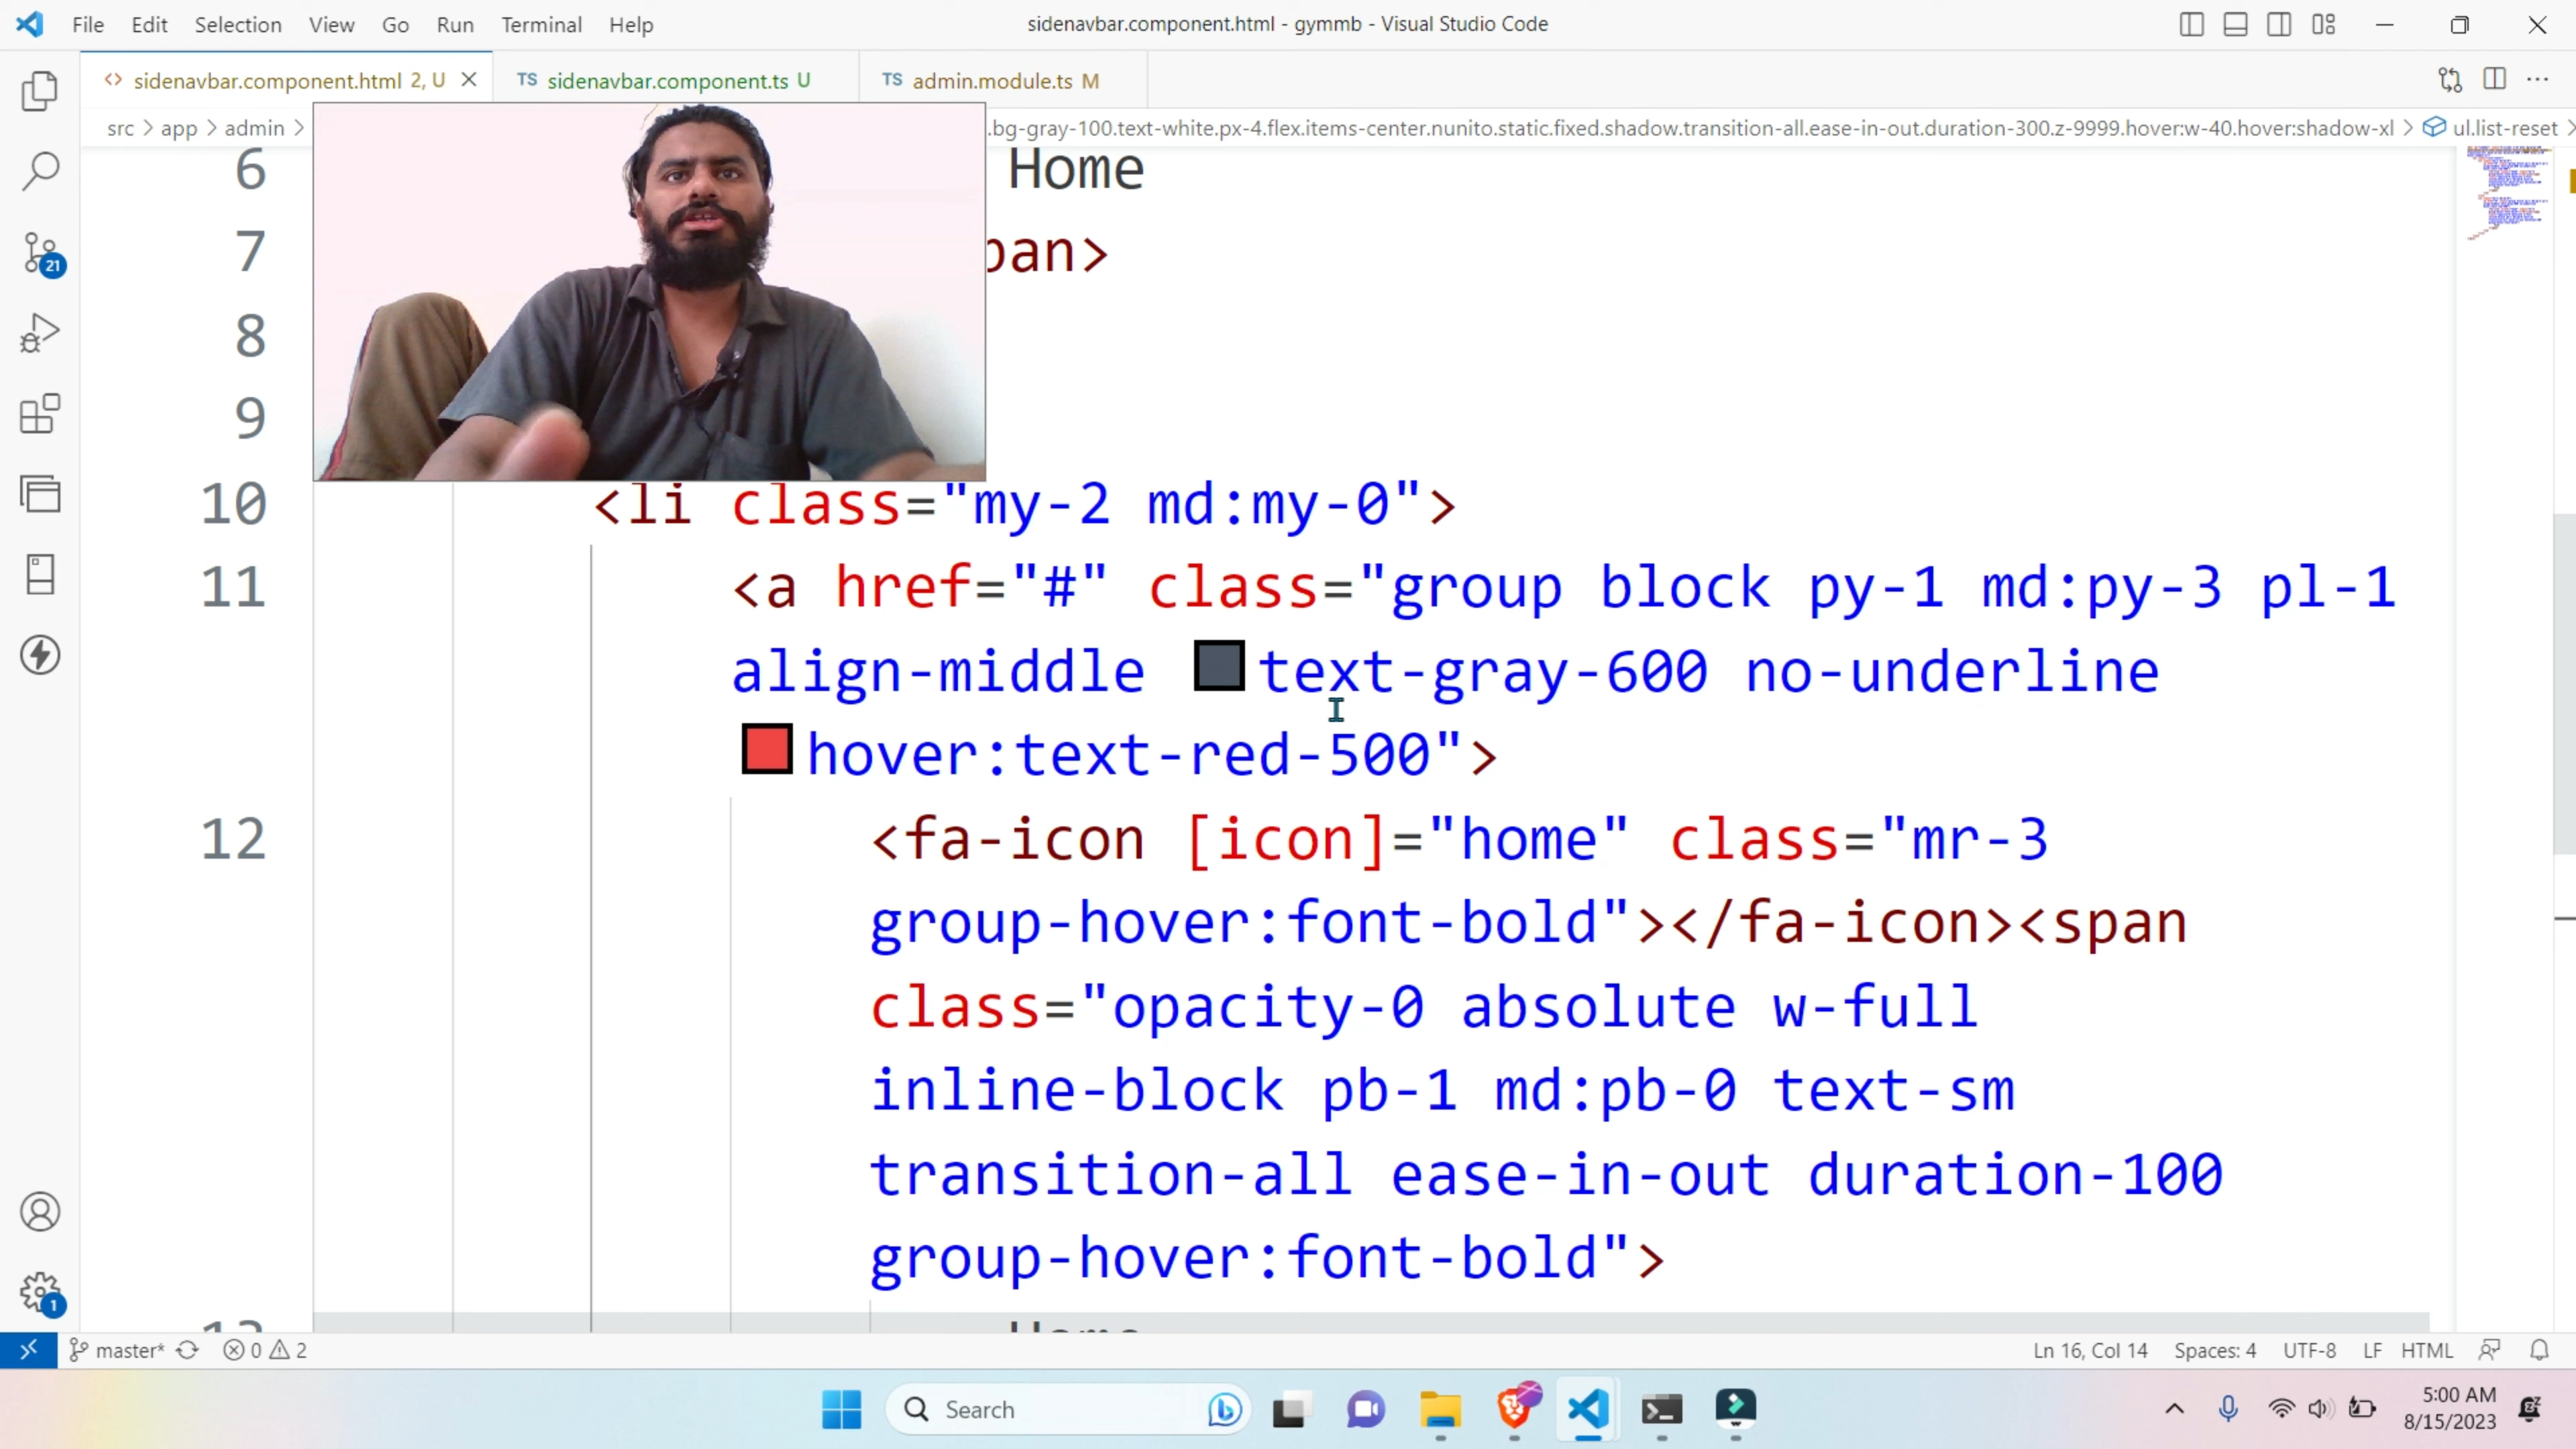 File Edit Selection View Go Run Terminal Help
sidenavbar.component.html - gymmb - Visual Studio Code
sidenavbar.component.html 2, U
TS sidenavbar.component.ts U
TS admin.module.ts M
src > app > admin >
.bg-gray-100.text-white.px-4.flex.items-center.nunito.static.fixed.shadow.transition-all.ease-in-out.duration-300.z-9999.hover:w-40.hover:shadow-xl > ul.list-reset >
6 Home
7 pan>
8
9
10 <li class="my-2 md:my-0">
11 <a href="#" class="group block py-1 md:py-3 pl-1
align-middle text-gray-600 no-underline
hover:text-red-500">
12 <fa-icon [icon]="home" class="mr-3
group-hover:font-bold"></fa-icon><span
class="opacity-0 absolute w-full
inline-block pb-1 md:pb-0 text-sm
transition-all ease-in-out duration-100
group-hover:font-bold">
13 Home
21
1
master* 0 2
Ln 16, Col 14 Spaces: 4 UTF-8 LF HTML
Search
5:00 AM
8/15/2023